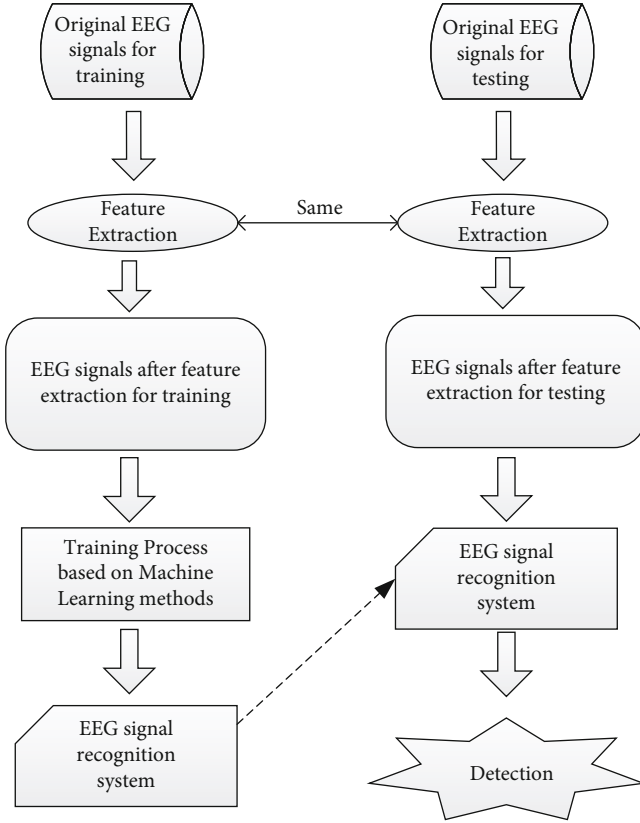 Original EEG
signals for
training
Original EEG
signals for
testing
Feature
Extraction
Same
Feature
Extraction
EEG signals after feature
extraction for training
EEG signals after feature
extraction for testing
Training Process
based on Machine
Learning methods
EEG signal
recognition
system
EEG signal
recognition
system
Detection